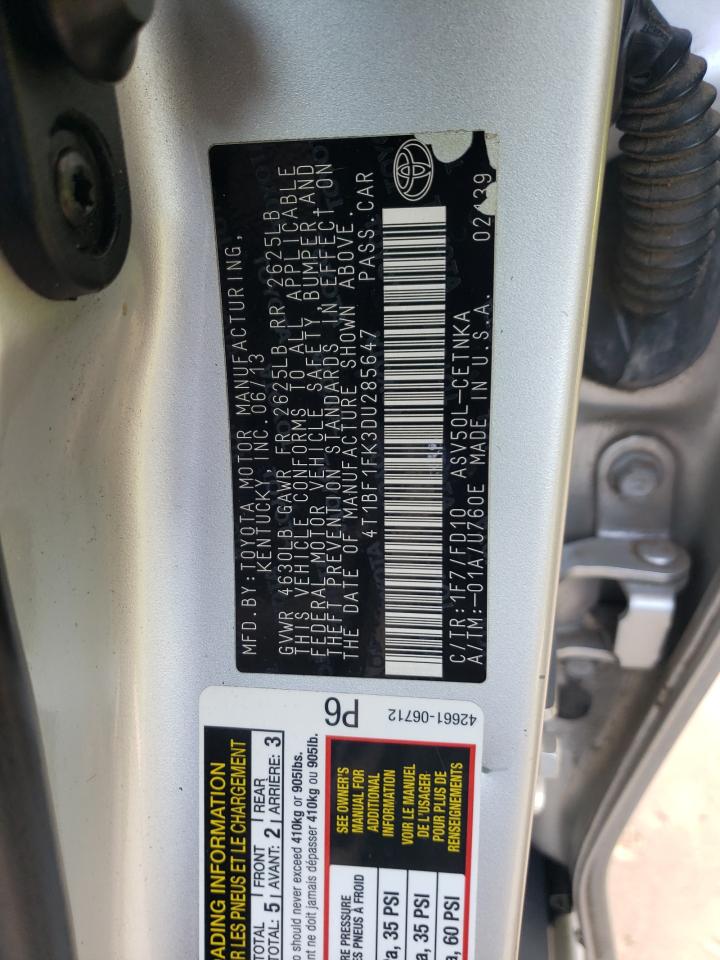 MFD.BY:TOYOTA MOTOR MANUFACTURING,
KENTUCKY, INC. 06/13
GVWR 4630LB GAWR FR 2625LB RR 2625LB
THIS VEHICLE CONFORMS TO ALL APPLICABLE
FEDERAL MOTOR VEHICLE SAFETY, BUMPER AND
THEFT PREVENTION STANDARDS IN EFFECT ON
THE DATE OF MANUFACTURE SHOWN ABOVE.
4T1BF1FK3DU285647 PASS.CAR
C/TR:1F7/FD10 ASV50L-CETNKA
A/TM:-01A/U760E MADE IN U.S.A.
P6
42661-06712
INFORMATION
LES PNEUS ET LE CHARGEMENT
TOTAL 5 FRONT 2 REAR 3
TOTAL: AVANT: ARRIÈRE:
should never exceed 410kg or 905lbs.
ne doit jamais dépasser 410kg ou 905lb.
PRESSURE
PNEUS À FROID
35 PSI
35 PSI
60 PSI
SEE OWNER'S
MANUAL FOR
ADDITIONAL
INFORMATION
VOIR LE MANUEL
DE L'USAGER
POUR PLUS DE
RENSEIGNEMENTS